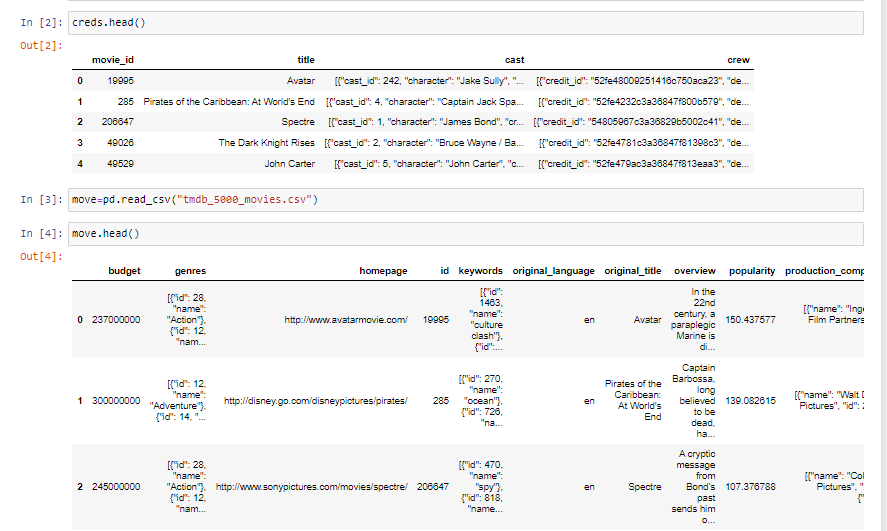 In [2]: creds.head()
Out[2]:
movie_id title cast crew
0 19995 Avatar [{"cast_id": 242, "character": "Jake Sully", "... [{"credit_id": "52fe48009251416c750aca23", "de...
1 285 Pirates of the Caribbean: At World's End [{"cast_id": 4, "character": "Captain Jack Spa... [{"credit_id": "52fe4232c3a36847f800b579", "de...
2 206647 Spectre [{"cast_id": 1, "character": "James Bond", "cr... [{"credit_id": "54805967c3a36829b5002c41", "de...
3 49026 The Dark Knight Rises [{"cast_id": 2, "character": "Bruce Wayne / Ba... [{"credit_id": "52fe4781c3a36847f81398c3", "de...
4 49529 John Carter [{"cast_id": 5, "character": "John Carter", "c... [{"credit_id": "52fe479ac3a36847f813eaa3", "de...
In [3]: move=pd.read_csv("tmdb_5000_movies.csv")
In [4]: move.head()
Out[4]:
budget genres homepage id keywords original_language original_title overview popularity production_comp
0 237000000 [{"id": 28, "name": "Action"}, {"id": 12, "nam... http://www.avatarmovie.com/ 19995 [{"id": 1463, "name": "culture clash"}, {"id":... en Avatar In the 22nd century, a paraplegic Marine is di... 150.437577 [{"name": "Inge Film Partners
1 300000000 [{"id": 12, "name": "Adventure"}, {"id": 14, "... http://disney.go.com/disneypictures/pirates/ 285 [{"id": 270, "name": "ocean"}, {"id": 726, "na... en Pirates of the Caribbean: At World's End Captain Barbossa, long believed to be dead, ha... 139.082615 [{"name": "Walt D Pictures", "id": 2
2 245000000 [{"id": 28, "name": "Action"}, {"id": 12, "nam... http://www.sonypictures.com/movies/spectre/ 206647 [{"id": 470, "name": "spy"}, {"id": 818, "name... en Spectre A cryptic message from Bond's past sends him o... 107.376788 [{"name": "Col Pictures", " {"